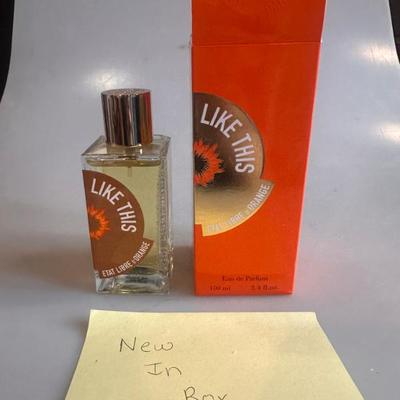 LIKE THIS
ETAT LIBRE d'ORANGE
LIKE THIS
ETAT LIBRE d'ORANGE
Eau de Parfum
100 ml 3.4 fl.oz.
New
In
Box